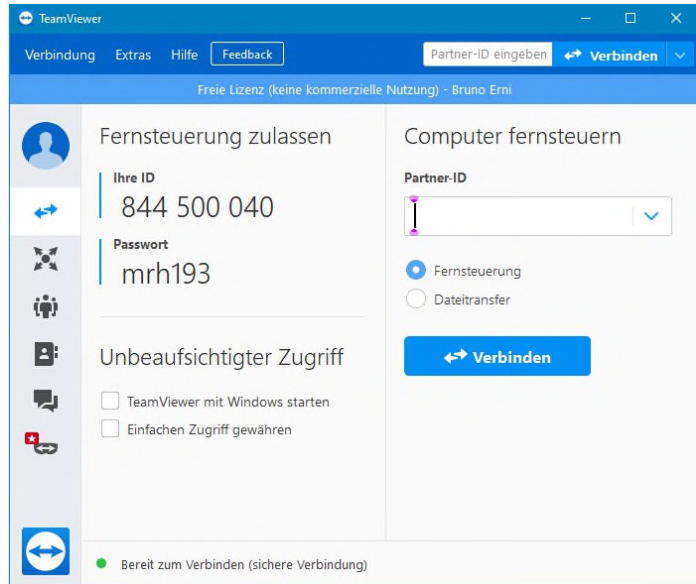 TeamViewer
Verbindung Extras Hilfe Feedback
Partner-ID eingeben Verbinden
Freie Lizenz (keine kommerzielle Nutzung) - Bruno Erni
Fernsteuerung zulassen
Ihre ID
844 500 040
Passwort
mrh193
Unbeaufsichtigter Zugriff
TeamViewer mit Windows starten
Einfachen Zugriff gewähren
Computer fernsteuern
Partner-ID
Fernsteuerung
Dateitransfer
Verbinden
Bereit zum Verbinden (sichere Verbindung)